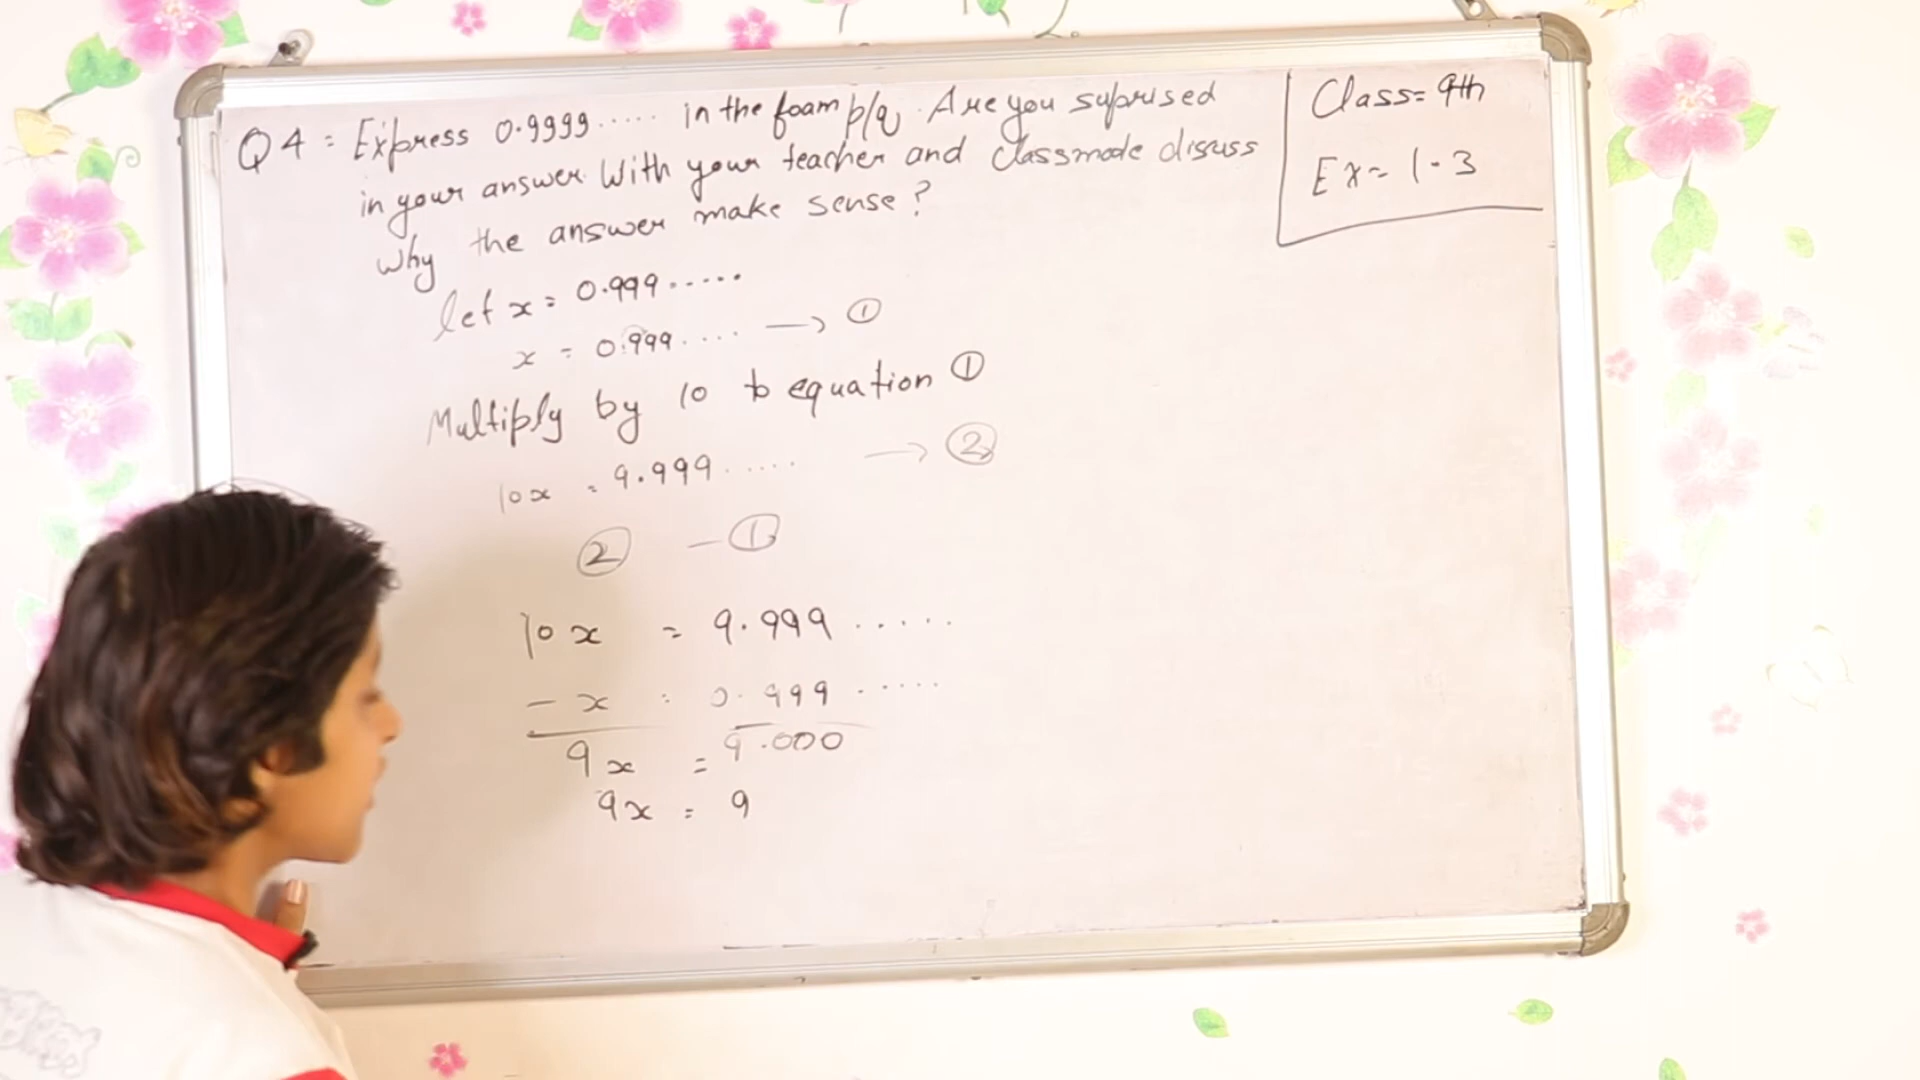 Q4 = Express 0.9999..... in the foam p/q. Are you suprised
in your answer. With your teacher and classmate discuss
why the answer make sense?
let x = 0.999.....
x = 0.999.... → ①
Multiply by 10 to equation ①
10x = 9.999..... → ②
② - ①
10x = 9.999.....
- x = 0.999.....
9x = 9.000
9x = 9
Class = 9th
Ex = 1.3